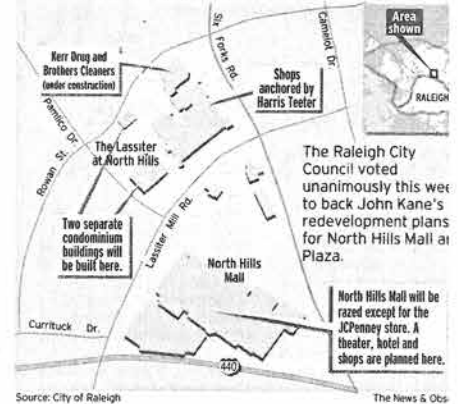 Area
shown
RALEIGH
Six
Forks Rd.
Camelot Dr.
Kerr Drug and
Brothers Cleaners
(under construction)
Shops
anchored by
Harris Teeter
Pamlico Dr.
Rowan St.
The Lassiter
at North Hills
Lassiter Mill Rd.
Two separate
condominium
buildings will
be built here.
The Raleigh City
Council voted
unanimously this wee
to back John Kane's
redevelopment plans
for North Hills Mall an
Plaza.
North Hills
Mall
North Hills Mall will be
razed except for the
JCPenney store. A
theater, hotel and
shops are planned here.
Currituck Dr.
440
Source: City of Raleigh
The News & Obs